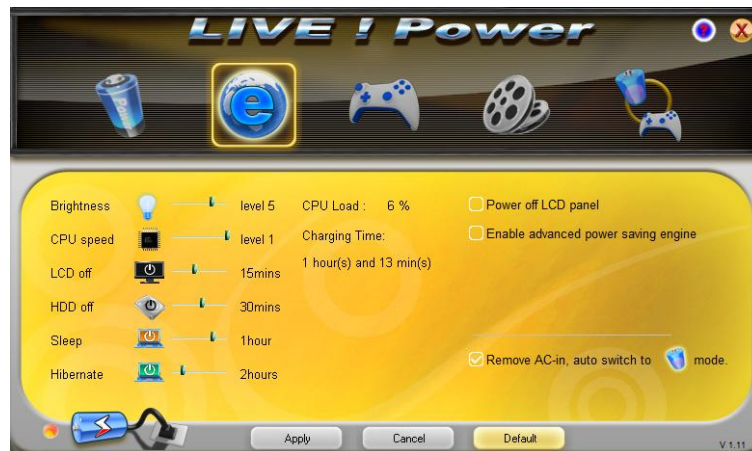 LIVE ! Power
Power
e
Brightness level 5
CPU speed level 1
LCD off 15mins
HDD off 30mins
Sleep 1hour
Hibernate 2hours
CPU Load : 6 %
Charging Time:
1 hour(s) and 13 min(s)
Power off LCD panel
Enable advanced power saving engine
Remove AC-in, auto switch to mode.
Apply Cancel Default
V 1.11